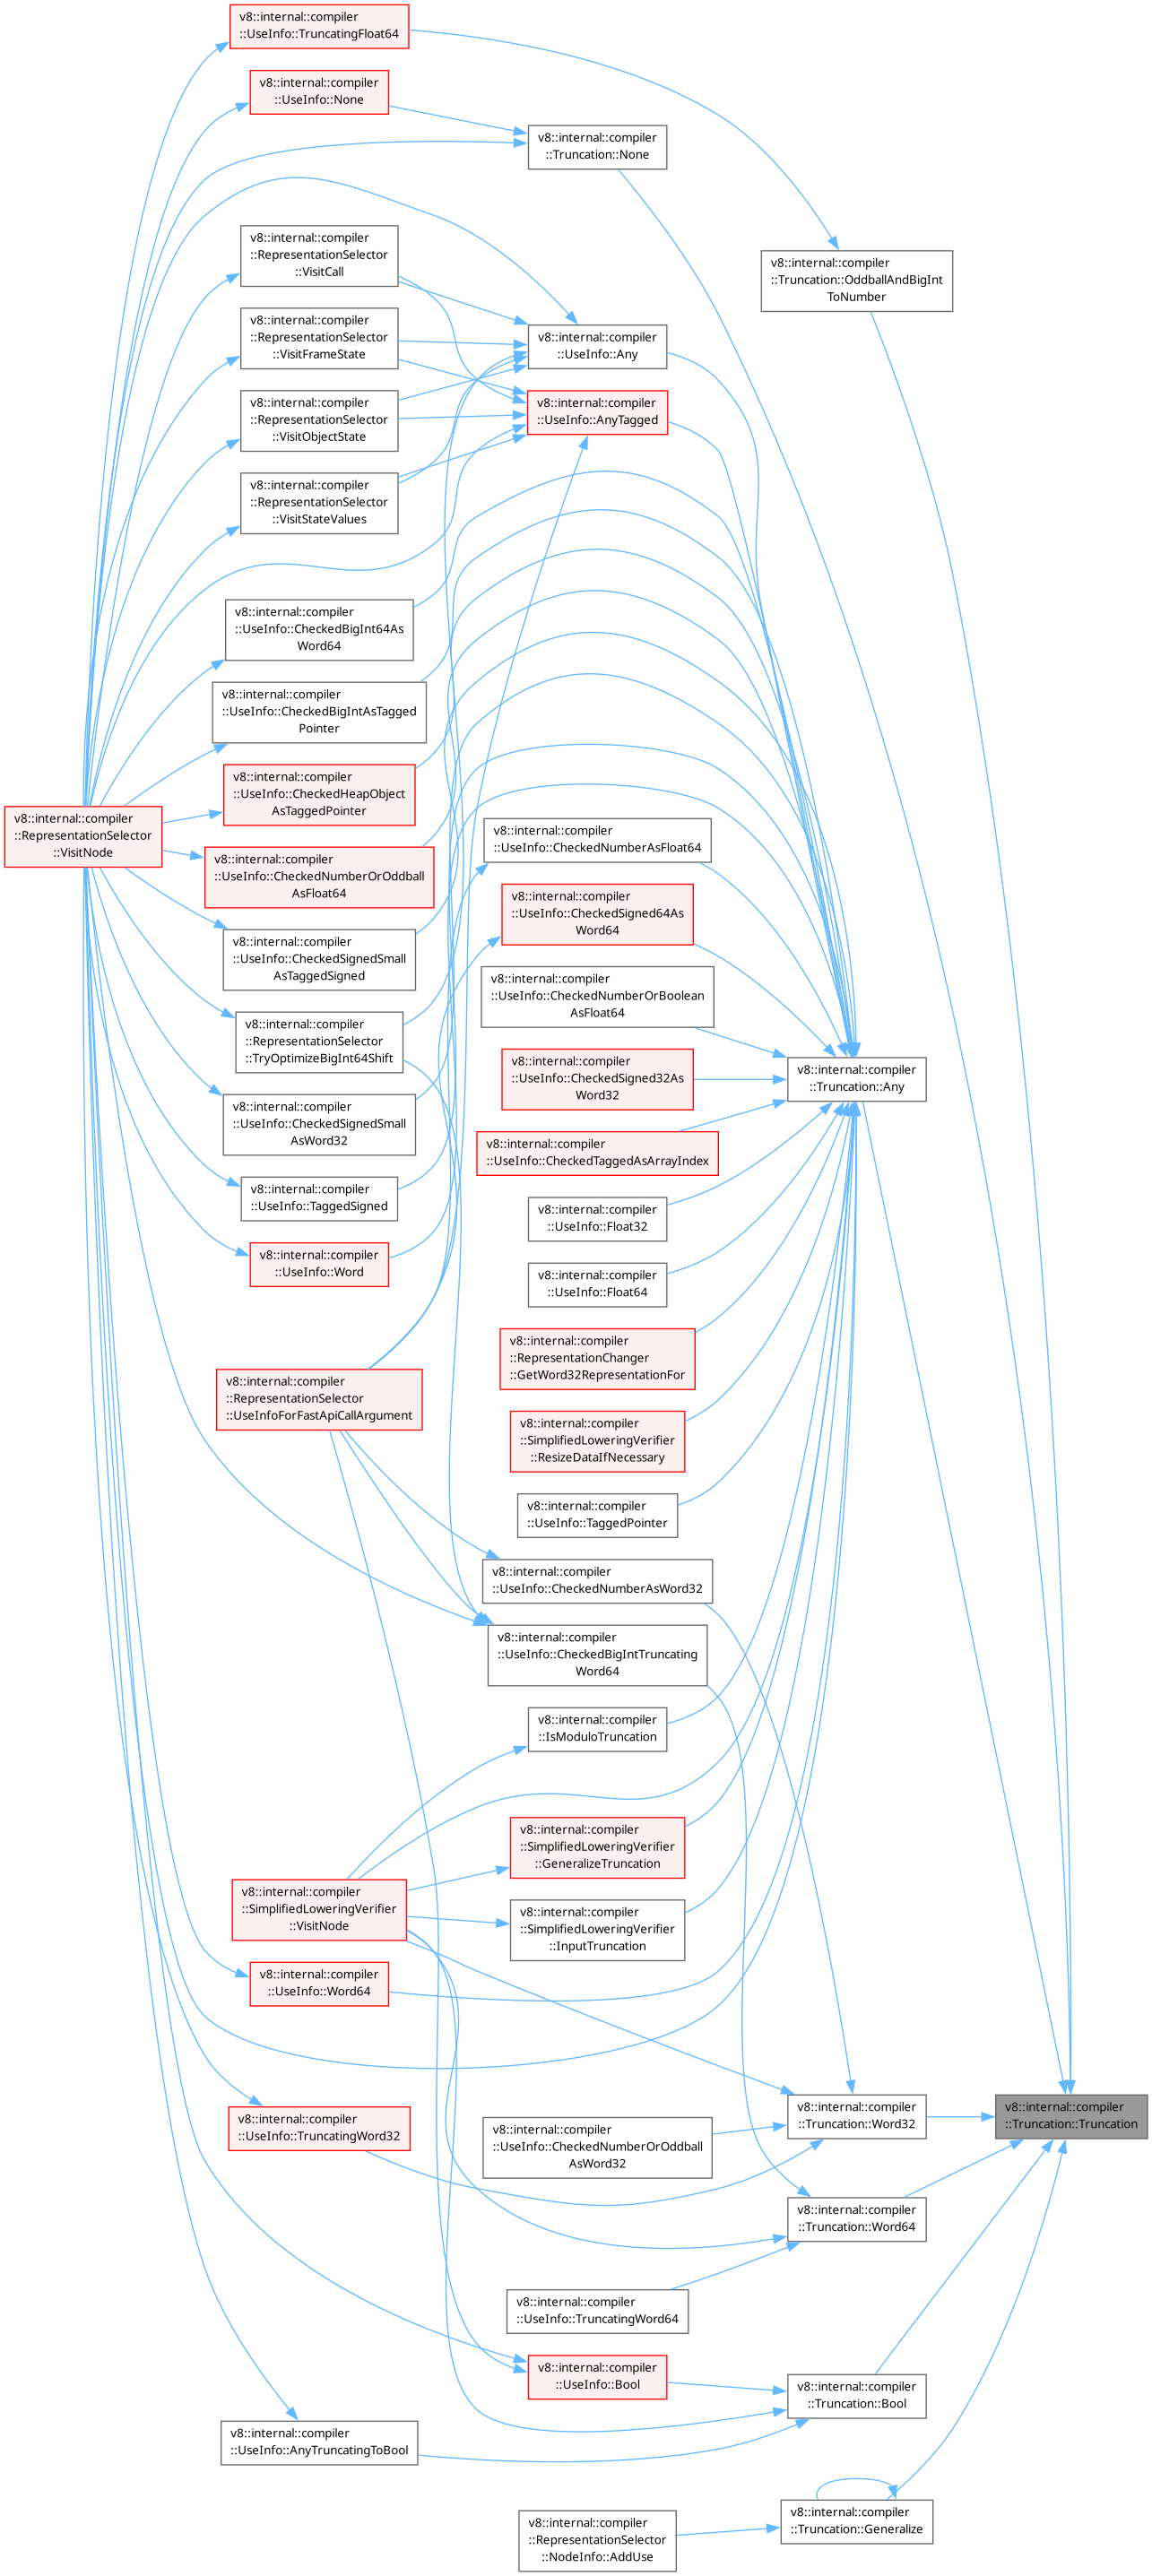 v8::internal::compiler
::UseInfo::TruncatingFloat64
v8::internal::compiler
::UseInfo::None
v8::internal::compiler
::Truncation::None
v8::internal::compiler
::RepresentationSelector
::VisitCall
v8::internal::compiler
::Truncation::OddballAndBigInt
ToNumber
v8::internal::compiler
::RepresentationSelector
::VisitFrameState
v8::internal::compiler
::UseInfo::Any
v8::internal::compiler
::RepresentationSelector
::VisitObjectState
v8::internal::compiler
::UseInfo::AnyTagged
v8::internal::compiler
::RepresentationSelector
::VisitStateValues
v8::internal::compiler
::UseInfo::CheckedBigInt64As
Word64
v8::internal::compiler
::UseInfo::CheckedBigIntAsTagged
Pointer
v8::internal::compiler
::UseInfo::CheckedHeapObject
AsTaggedPointer
v8::internal::compiler
::RepresentationSelector
::VisitNode
v8::internal::compiler
::UseInfo::CheckedNumberAsFloat64
v8::internal::compiler
::UseInfo::CheckedNumberOrOddball
AsFloat64
v8::internal::compiler
::UseInfo::CheckedSigned64As
Word64
v8::internal::compiler
::UseInfo::CheckedSignedSmall
AsTaggedSigned
v8::internal::compiler
::UseInfo::CheckedNumberOrBoolean
AsFloat64
v8::internal::compiler
::RepresentationSelector
::TryOptimizeBigInt64Shift
v8::internal::compiler
::UseInfo::CheckedSigned32As
Word32
v8::internal::compiler
::Truncation::Any
v8::internal::compiler
::UseInfo::CheckedSignedSmall
AsWord32
v8::internal::compiler
::UseInfo::CheckedTaggedAsArrayIndex
v8::internal::compiler
::UseInfo::TaggedSigned
v8::internal::compiler
::UseInfo::Float32
v8::internal::compiler
::UseInfo::Word
v8::internal::compiler
::UseInfo::Float64
v8::internal::compiler
::RepresentationChanger
::GetWord32RepresentationFor
v8::internal::compiler
::RepresentationSelector
::UseInfoForFastApiCallArgument
v8::internal::compiler
::SimplifiedLoweringVerifier
::ResizeDataIfNecessary
v8::internal::compiler
::UseInfo::TaggedPointer
v8::internal::compiler
::UseInfo::CheckedNumberAsWord32
v8::internal::compiler
::UseInfo::CheckedBigIntTruncating
Word64
v8::internal::compiler
::IsModuloTruncation
v8::internal::compiler
::SimplifiedLoweringVerifier
::GeneralizeTruncation
v8::internal::compiler
::SimplifiedLoweringVerifier
::VisitNode
v8::internal::compiler
::SimplifiedLoweringVerifier
::InputTruncation
v8::internal::compiler
::UseInfo::Word64
v8::internal::compiler
::UseInfo::TruncatingWord32
v8::internal::compiler
::UseInfo::CheckedNumberOrOddball
AsWord32
v8::internal::compiler
::Truncation::Word32
v8::internal::compiler
::Truncation::Truncation
v8::internal::compiler
::Truncation::Word64
v8::internal::compiler
::UseInfo::TruncatingWord64
v8::internal::compiler
::UseInfo::Bool
v8::internal::compiler
::Truncation::Bool
v8::internal::compiler
::UseInfo::AnyTruncatingToBool
v8::internal::compiler
::Truncation::Generalize
v8::internal::compiler
::RepresentationSelector
::NodeInfo::AddUse